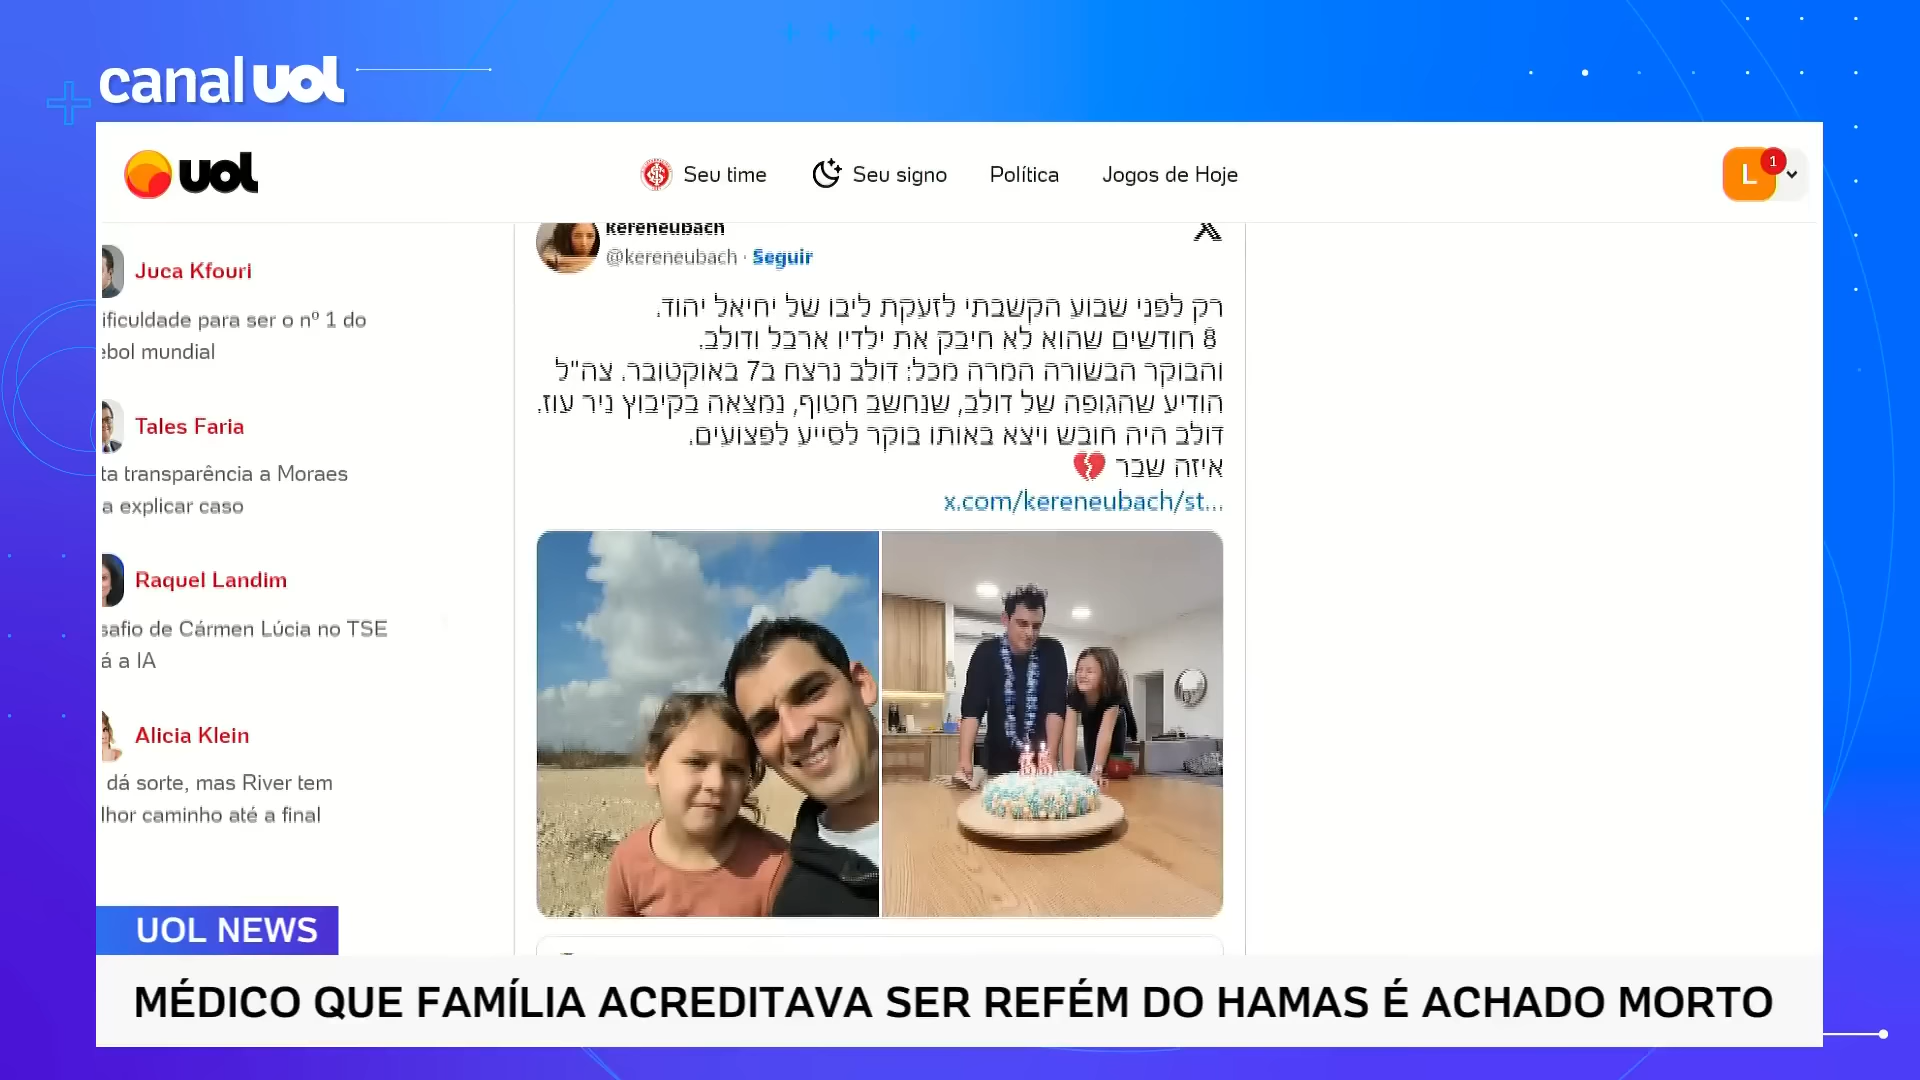 canal uol
uol
Seu time
Seu signo
Política
Jogos de Hoje
L
1
Juca Kfouri
ificuldade para ser o nº 1 do
ebol mundial
Tales Faria
ta transparência a Moraes
a explicar caso
Raquel Landim
safio de Cármen Lúcia no TSE
á a IA
Alicia Klein
dá sorte, mas River tem
lhor caminho até a final
kereneubach
@kereneubach · Seguir
רק לפני שבוע הקשבתי לזעקת ליבו של יחיאל יהוד.
8 חודשים שהוא לא חיבק את ילדיו ארבל ודולב.
והבוקר הבשורה המרה מכל: דולב נרצח ב7 באוקטובר. צה"ל
הודיע שהגופה של דולב, שנחשב חטוף, נמצאה בקיבוץ ניר עוז.
דולב היה חובש ויצא באותו בוקר לסייע לפצועים.
איזה שבר 💔
x.com/kereneubach/st...
UOL NEWS
MÉDICO QUE FAMÍLIA ACREDITAVA SER REFÉM DO HAMAS É ACHADO MORTO